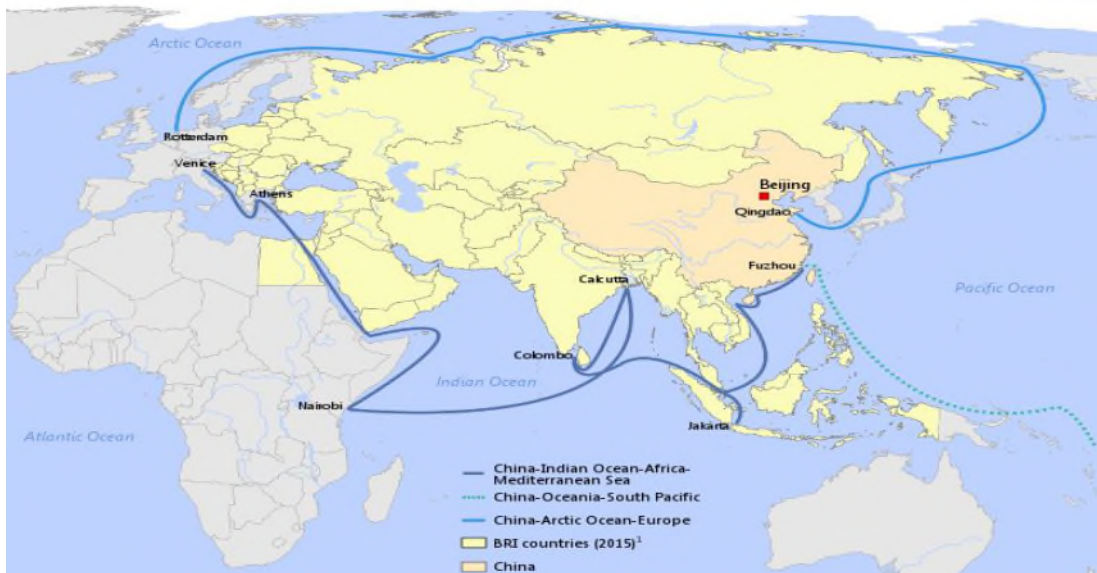 Arctic Ocean
Rotterdam
Venice
Athens
Beijing
Qingdao
Fuzhou
Calcutta
Pacific Ocean
Colombo
Indian Ocean
Nairobi
Jakarta
Atlantic Ocean
China-Indian Ocean-Africa-
Mediterranean Sea
China-Oceania-South Pacific
China-Arctic Ocean-Europe
BRI countries (2015)¹
China